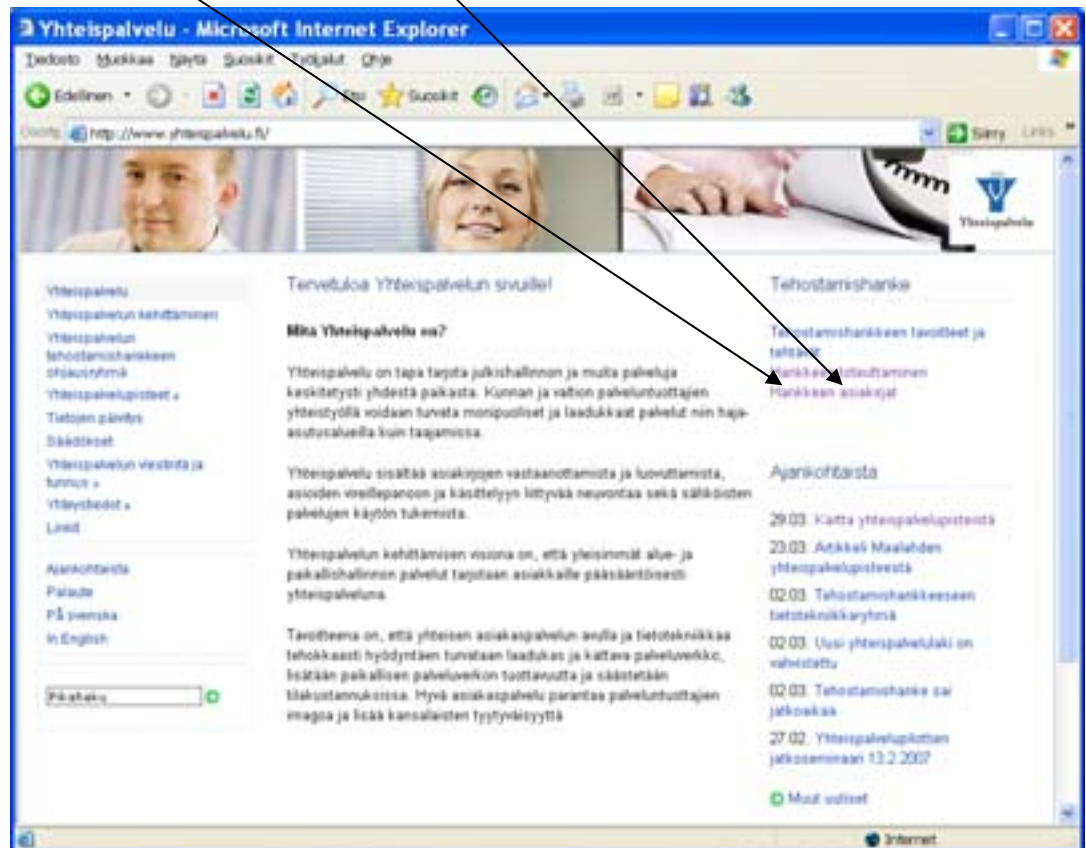 Yhteispalvelu - Microsoft Internet Explorer
Tiedosto Muokkaa Näytä Suosikit Työkalut Ohje
Edellinen Etsi Suosikit
Osoite http://www.yhteispalvelu.fi/ Siirry Links
Yhteispalvelu
Yhteispalvelu
Yhteispalvelun kehittäminen
Yhteispalvelun
tehostamishankkeen
ohjausryhmä
Yhteispalvelupisteet »
Tietojen päivitys
Säädökset
Yhteispalvelun viestintä ja
tunnus »
Yhteystiedot »
Linkit
Ajankohtaista
Palaute
På svenska
In English
Pikahaku
Tervetuloa Yhteispalvelun sivuille!
Mitä Yhteispalvelu on?
Yhteispalvelu on tapa tarjota julkishallinnon ja muita palveluja
keskitetysti yhdestä paikasta. Kunnan ja valtion palveluntuottajien
yhteistyöllä voidaan turvata monipuoliset ja laadukkaat palvelut niin haja-
asutusalueilla kuin taajamissa.
Yhteispalvelu sisältää asiakirjojen vastaanottamista ja luovuttamista,
asioiden vireillepanoon ja käsittelyyn liittyvää neuvontaa sekä sähköisten
palvelujen käytön tukemista.
Yhteispalvelun kehittämisen visiona on, että yleisimmät alue- ja
paikallishallinnon palvelut tarjotaan asiakkaille pääsääntöisesti
yhteispalveluna.
Tavoitteena on, että yhteisen asiakaspalvelun avulla ja tietotekniikkaa
tehokkaasti hyödyntäen turvataan laadukas ja kattava palveluverkko,
lisätään paikallisen palveluverkon tuottavuutta ja säästetään
tilakustannuksissa. Hyvä asiakaspalvelu parantaa palveluntuottajien
imagoa ja lisää kansalaisten tyytyväisyyttä
Tehostamishanke
Tehostamishankkeen tavoitteet ja
tehtävät
Hankkeen toteuttaminen
Hankkeen asiakirjat
Ajankohtaista
29.03. Kartta yhteispalvelupisteistä
23.03. Artikkeli Maalahden
yhteispalvelupisteestä
02.03. Tehostamishankkeeseen
tietotekniikkaryhmä
02.03. Uusi yhteispalvelulaki on
vahvistettu
02.03. Tehostamishanke sai
jatkoaikaa
27.02. Yhteispalvelupilottien
jatkoseminaari 13.2.2007
Muut uutiset
Internet